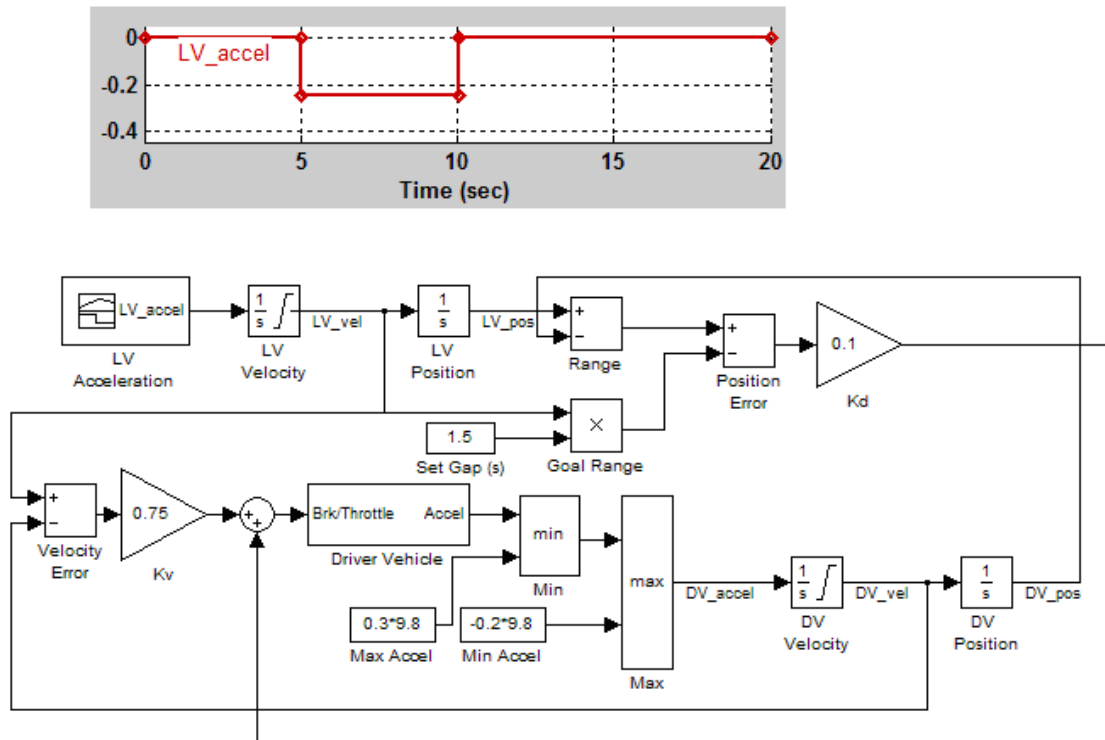 0
LV_accel
-0.2
-0.4
0 5 10 15 20
Time (sec)
LV_accel
LV
Acceleration
1
s
LV_vel
LV
Velocity
1
s
LV_pos
LV
Position
+
−
Range
+
−
Position
Error
0.1
Kd
1.5
Set Gap (s)
×
Goal Range
+
−
Velocity
Error
0.75
Kv
+
+
Brk/Throttle Accel
Driver Vehicle
min
Min
0.3*9.8
Max Accel
-0.2*9.8
Min Accel
max
Max
DV_accel
1
s
DV_vel
DV
Velocity
1
s
DV_pos
DV
Position